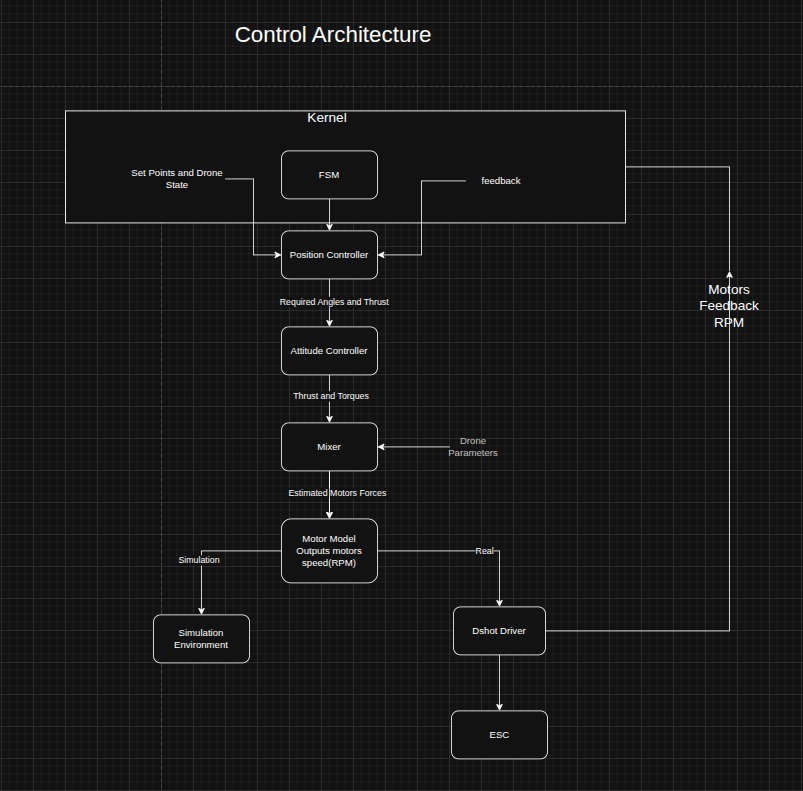 Control Architecture
Kernel
Set Points and Drone
State
FSM
feedback
Position Controller
Required Angles and Thrust
Motors
Feedback
RPM
Attitude Controller
Thrust and Torques
Mixer
Drone
Parameters
Estimated Motors Forces
Motor Model
Outputs motors
speed(RPM)
Simulation
Real
Simulation
Environment
Dshot Driver
ESC